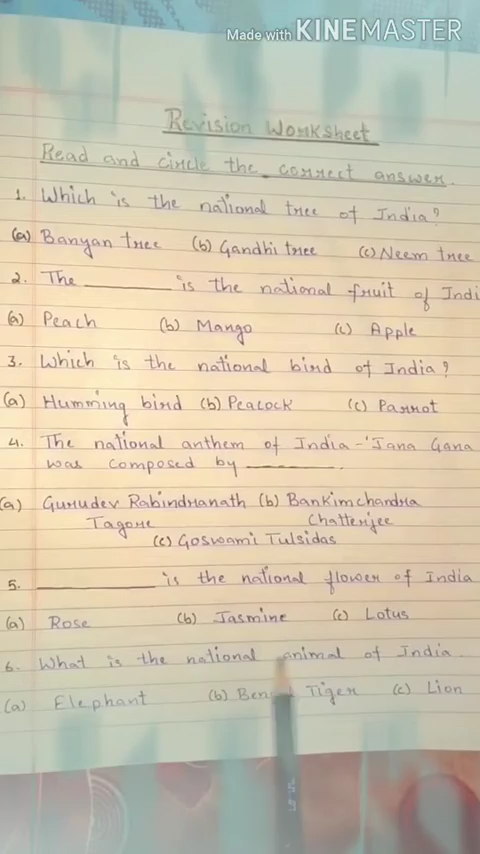 Made with KINEMASTER
Revision Worksheet
Read and circle the correct answer.
1. Which is the national tree of India?
(a) Banyan tree (b) Gandhi tree (c) Neem tree
2. The ________ is the national fruit of Indi
(a) Peach (b) Mango (c) Apple
3. Which is the national bird of India?
(a) Humming bird (b) Peacock (c) Parrot
4. The national anthem of India - 'Jana Gana
was composed by ________.
(a) Gurudev Rabindranath (b) Bankimchandra
Tagore Chatterjee
(c) Goswami Tulsidas
5. ________ is the national flower of India
(a) Rose (b) Jasmine (c) Lotus
6. What is the national animal of India.
(a) Elephant (b) Bengal Tiger (c) Lion